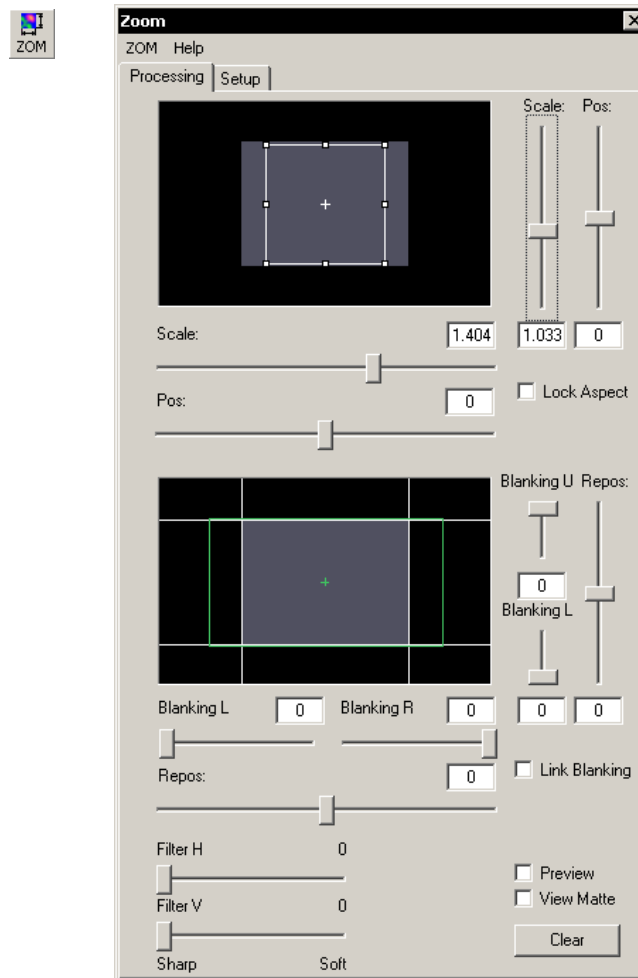 ZOM
Zoom
ZOM Help
Processing Setup
Scale: Pos:
Scale: 1.404 1.033 0
Pos: 0 Lock Aspect
Blanking U Repos:
0
Blanking L
Blanking L 0 Blanking R 0 0 0
Repos: 0 Link Blanking
Filter H 0
Preview
Filter V 0 View Matte
Clear
Sharp Soft